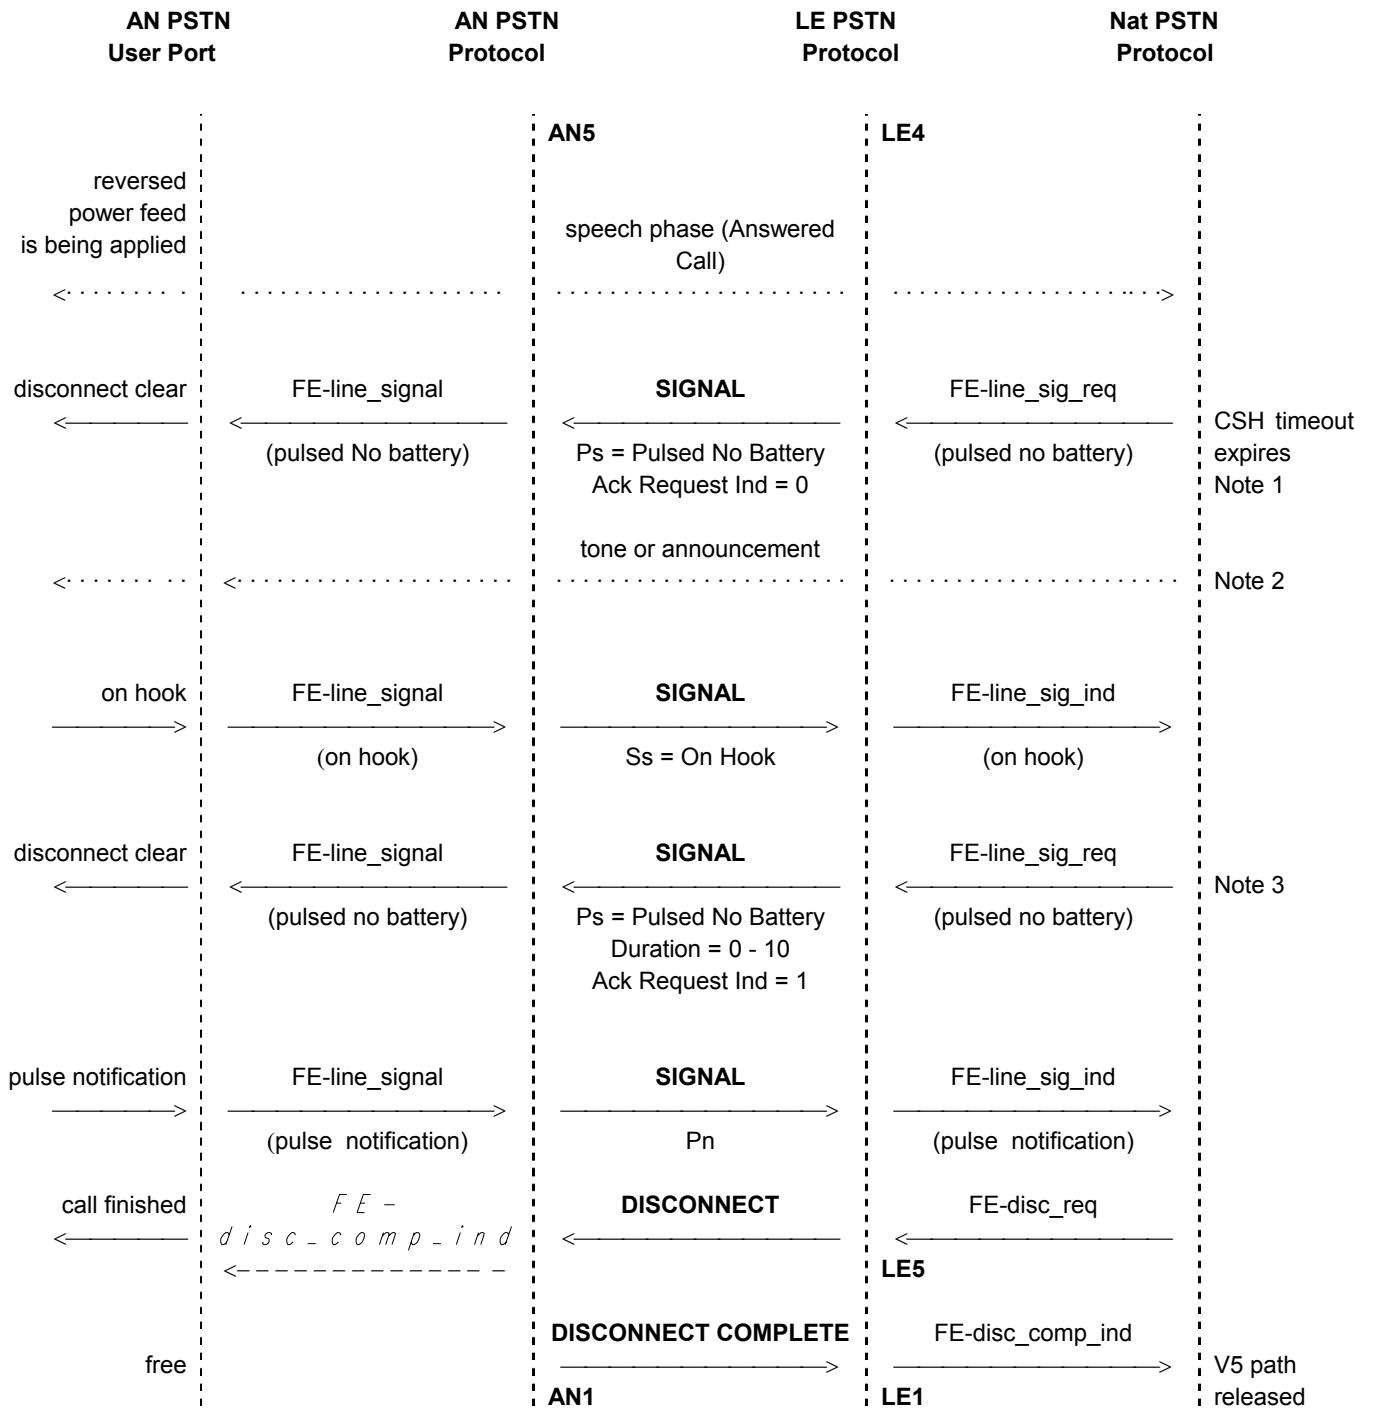 AN PSTN User Port
AN PSTN Protocol
LE PSTN Protocol
Nat PSTN Protocol
AN5
LE4
reversed
power feed
is being applied
speech phase (Answered
Call)
disconnect clear
FE-line_signal
SIGNAL
FE-line_sig_req
(pulsed No battery)
Ps = Pulsed No Battery
Ack Request Ind = 0
(pulsed no battery)
CSH timeout
expires
Note 1
tone or announcement
Note 2
on hook
FE-line_signal
SIGNAL
FE-line_sig_ind
(on hook)
Ss = On Hook
(on hook)
disconnect clear
FE-line_signal
SIGNAL
FE-line_sig_req
(pulsed no battery)
Ps = Pulsed No Battery
Duration = 0 - 10
Ack Request Ind = 1
(pulsed no battery)
Note 3
pulse notification
FE-line_signal
SIGNAL
FE-line_sig_ind
(pulse notification)
Pn
(pulse notification)
call finished
FE-
disc_comp_ind
DISCONNECT
FE-disc_req
LE5
DISCONNECT COMPLETE
FE-disc_comp_ind
free
AN1
LE1
V5 path
released